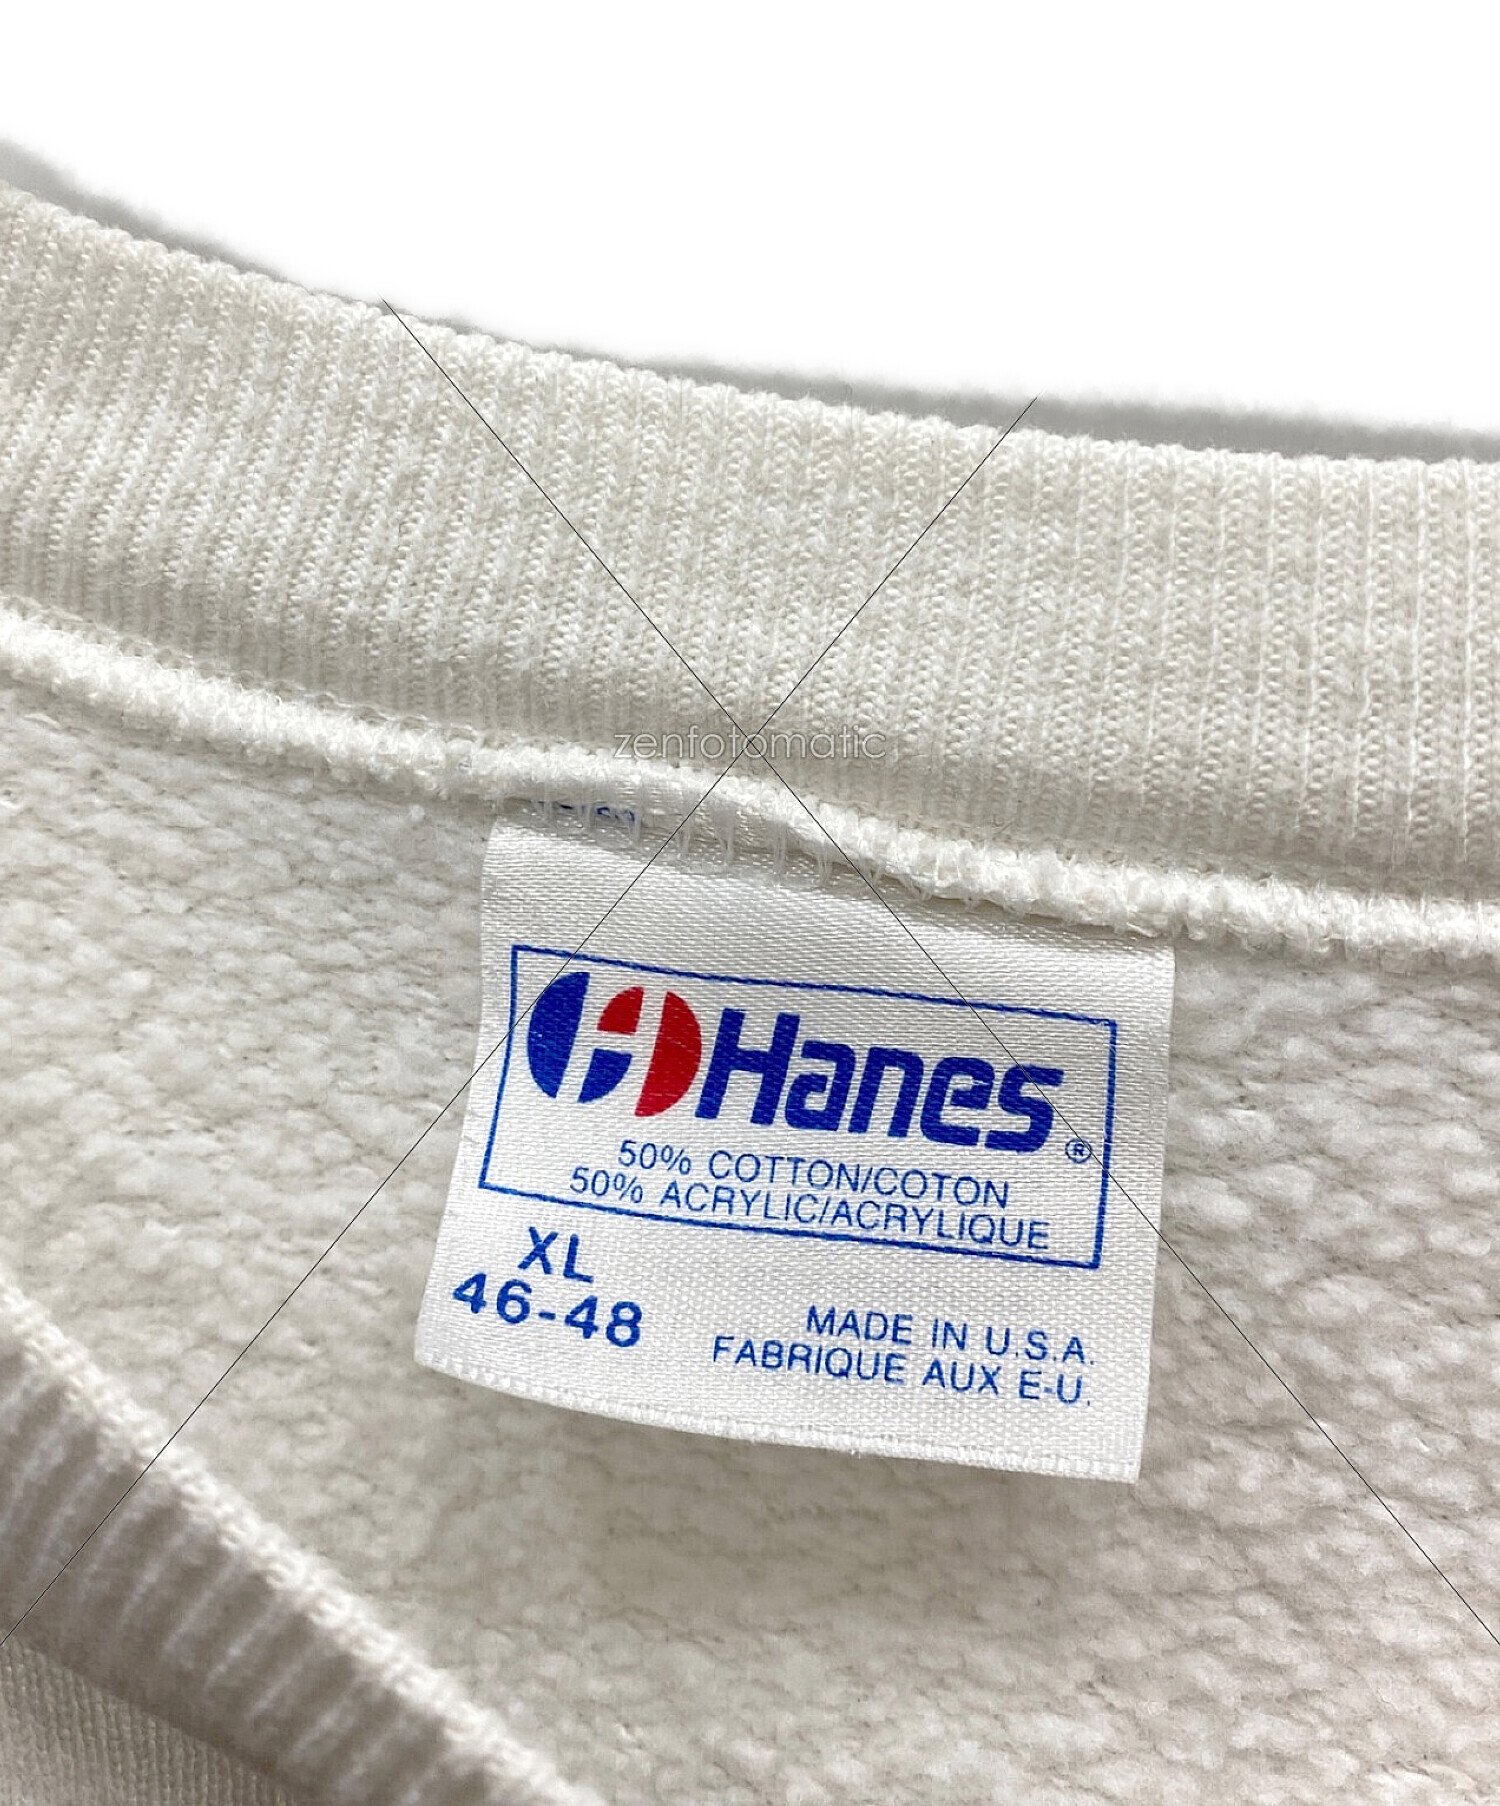 zenfotomatic
Hanes®
50% COTTON/COTON
50% ACRYLIC/ACRYLIQUE
XL
46-48
MADE IN U.S.A.
FABRIQUE AUX E-U.